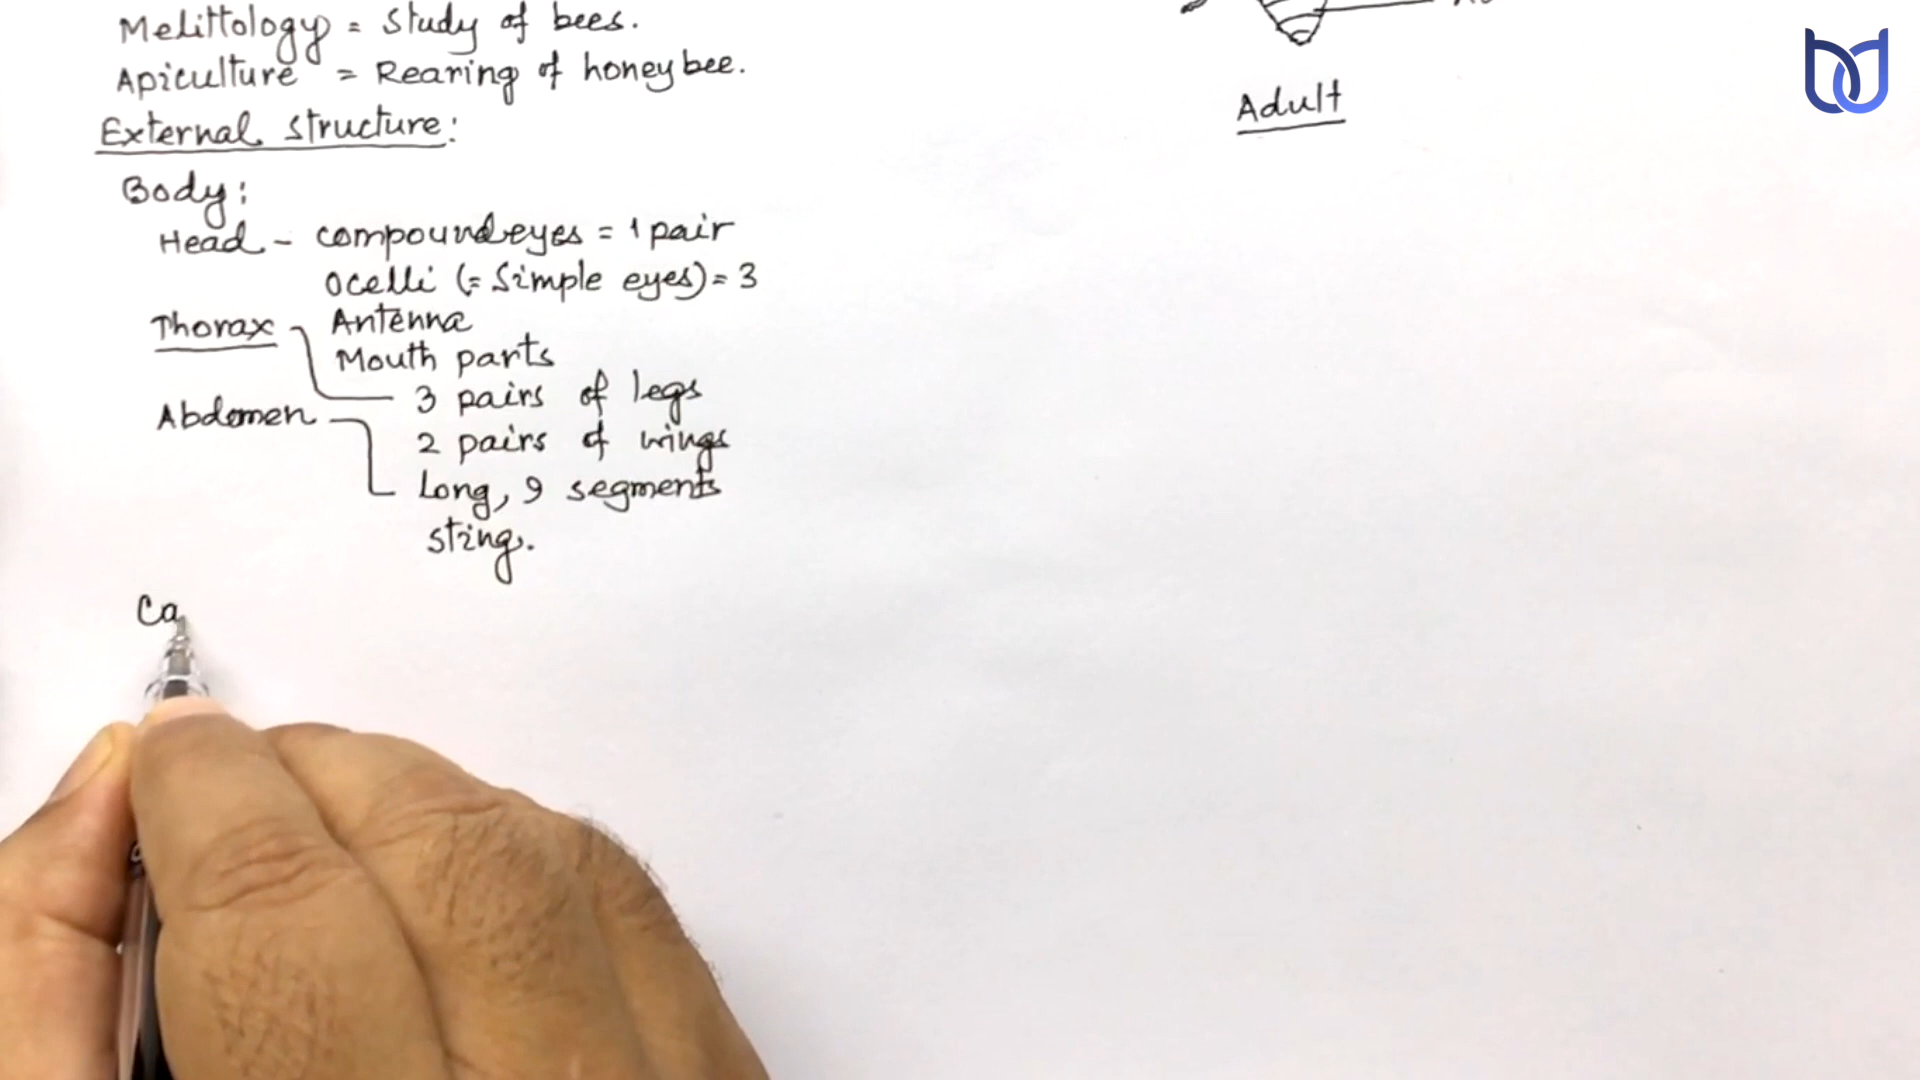 Melittology = Study of bees.
Apiculture = Rearing of honeybee.
External structure:
Body:
Head - compound eyes = 1 pair
Ocelli (= Simple eyes) = 3
Thorax
Antenna
Mouth parts
3 pairs of legs
Abdomen
2 pairs of wings
Long, 9 segments
sting.
Ca
Adult